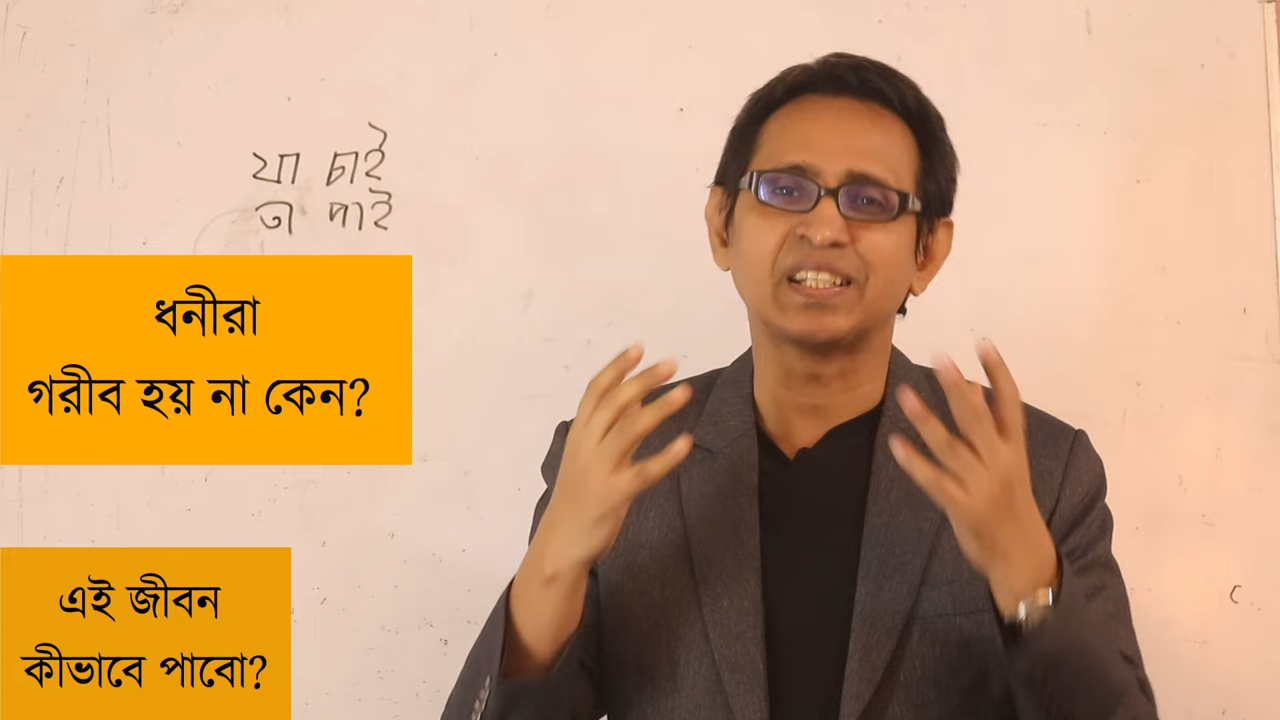 যা চাই
তা পাই
ধনীরা
গরীব হয় না কেন?
এই জীবন
কীভাবে পাবো?